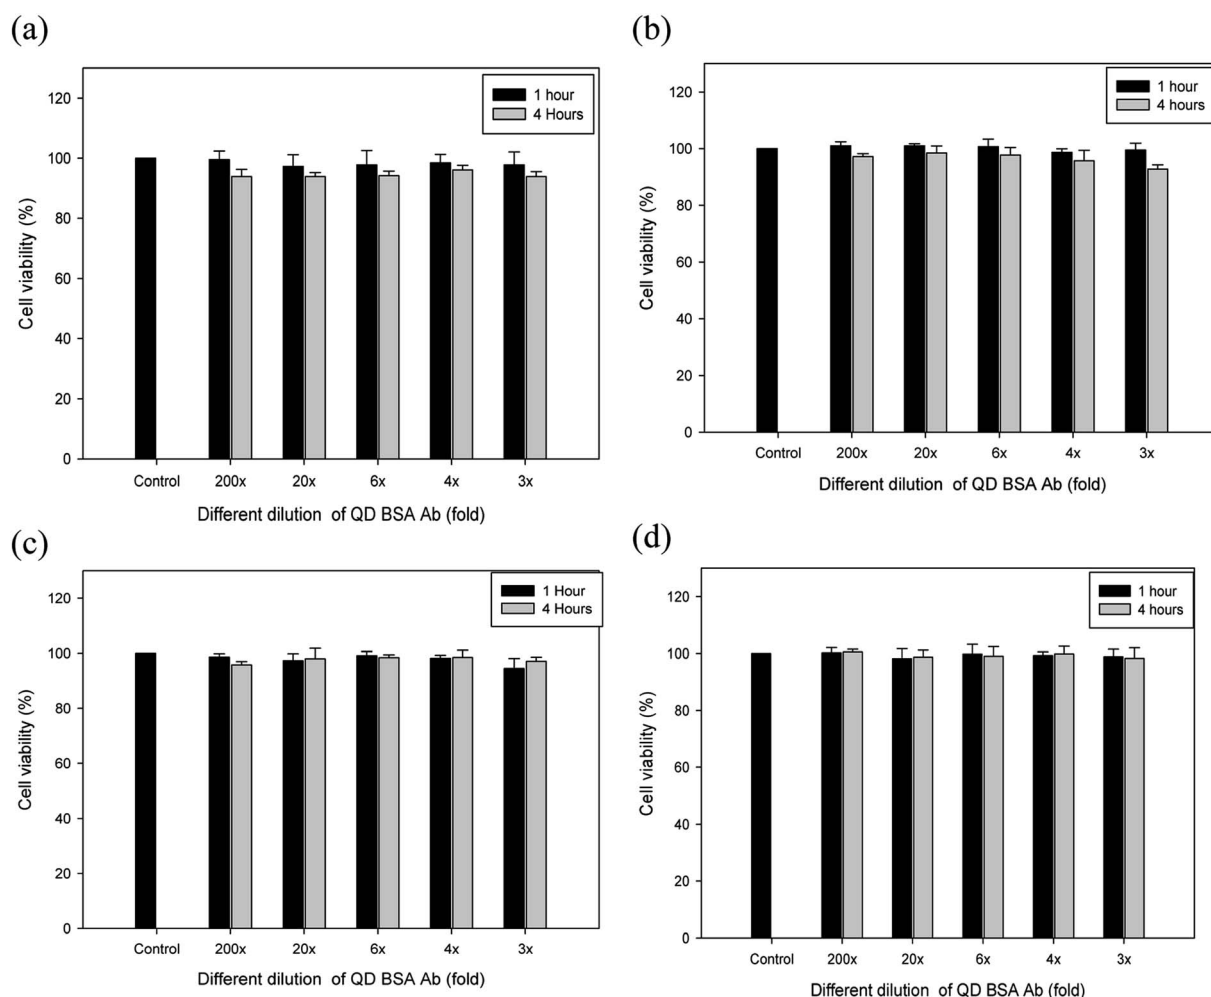 (a)
1 hour
4 Hours
120
100
80
60
40
20
0
Cell viability (%)
Control 200x 20x 6x 4x 3x
Different dilution of QD BSA Ab (fold)
(b)
1 hour
4 hours
120
100
80
60
40
20
0
Cell viability (%)
Control 200x 20x 6x 4x 3x
Different dilution of QD BSA Ab (fold)
(c)
1 Hour
4 Hours
120
100
80
60
40
20
0
Cell viability (%)
Control 200x 20x 6x 4x 3x
Different dilution of QD BSA Ab (fold)
(d)
1 hour
4 hours
120
100
80
60
40
20
0
Cell viability (%)
Control 200x 20x 6x 4x 3x
Different dilution of QD BSA Ab (fold)